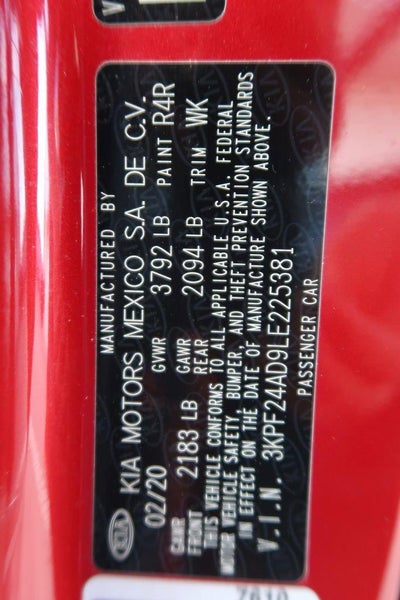 MANUFACTURED BY
KIA KIA MOTORS MEXICO S.A. DE C.V.
02/20 GVWR 3792 LB PAINT R4R
GAWR FRONT 2183 LB GAWR REAR 2094 LB TRIM WK
THIS VEHICLE CONFORMS TO ALL APPLICABLE U.S.A. FEDERAL
MOTOR VEHICLE SAFETY, BUMPER, AND THEFT PREVENTION STANDARDS
IN EFFECT ON THE DATE OF MANUFACTURE SHOWN ABOVE.
V.I.N. 3KPF24AD9LE225381
PASSENGER CAR